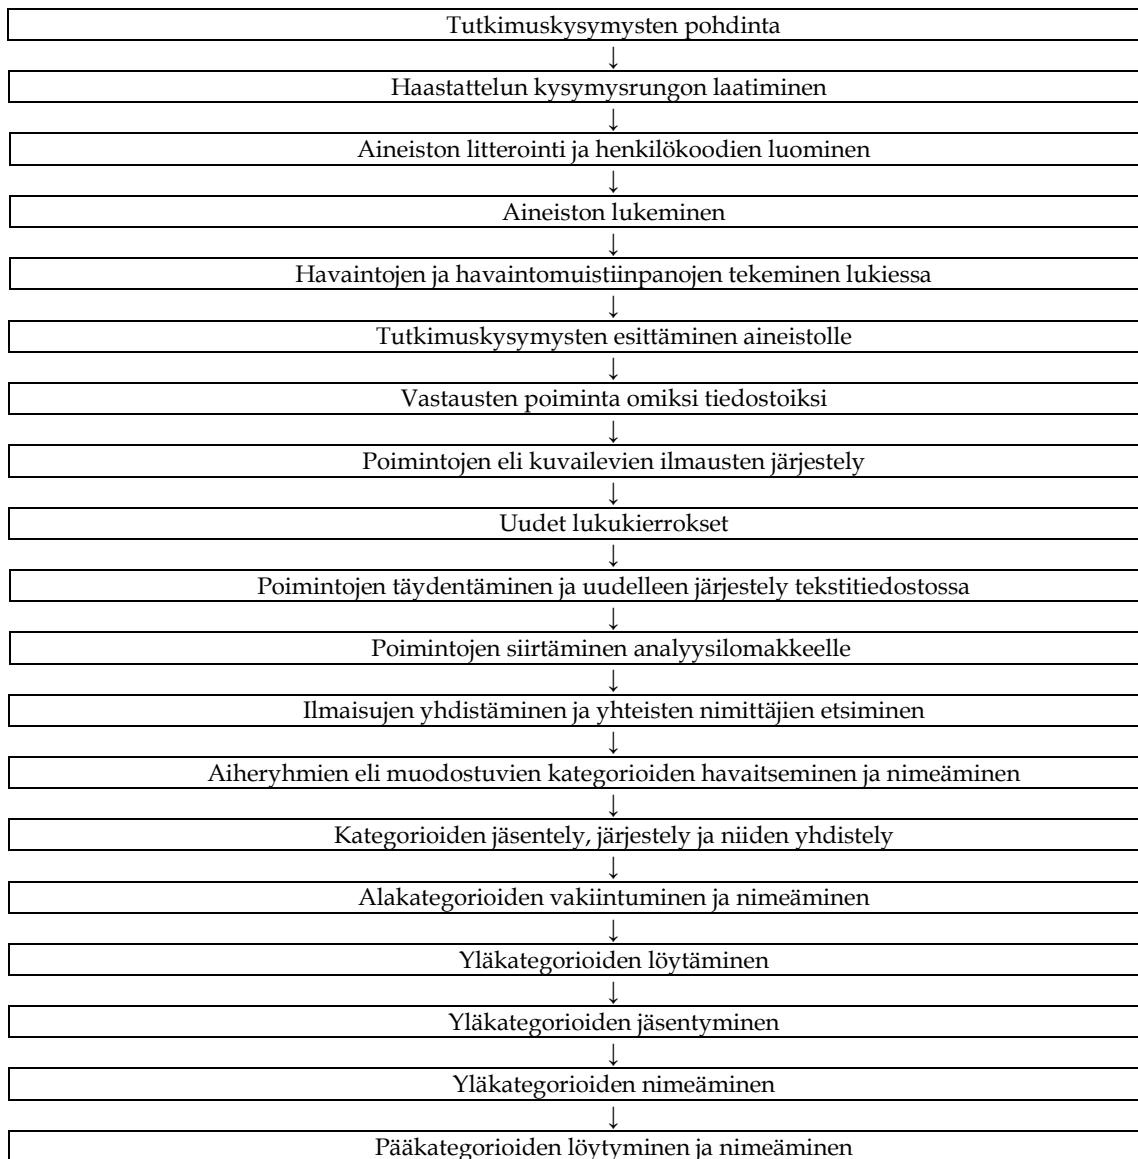 Tutkimuskysymysten pohdinta
↓
Haastattelun kysymysrungon laatiminen
↓
Aineiston litterointi ja henkilökoodien luominen
↓
Aineiston lukeminen
↓
Havaintojen ja havaintomuistiinpanojen tekeminen lukiessa
↓
Tutkimuskysymysten esittäminen aineistolle
↓
Vastausten poiminta omiksi tiedostoiksi
↓
Poimintojen eli kuvailevien ilmausten järjestely
↓
Uudet lukukierrokset
↓
Poimintojen täydentäminen ja uudelleen järjestely tekstitiedostossa
↓
Poimintojen siirtäminen analyysilomakkeelle
↓
Ilmaisujen yhdistäminen ja yhteisten nimittäjien etsiminen
↓
Aiheryhmien eli muodostuvien kategorioiden havaitseminen ja nimeäminen
↓
Kategorioiden jäsentely, järjestely ja niiden yhdistely
↓
Alakategorioiden vakiintuminen ja nimeäminen
↓
Yläkategorioiden löytäminen
↓
Yläkategorioiden jäsentyminen
↓
Yläkategorioiden nimeäminen
↓
Pääkategorioiden löytyminen ja nimeäminen